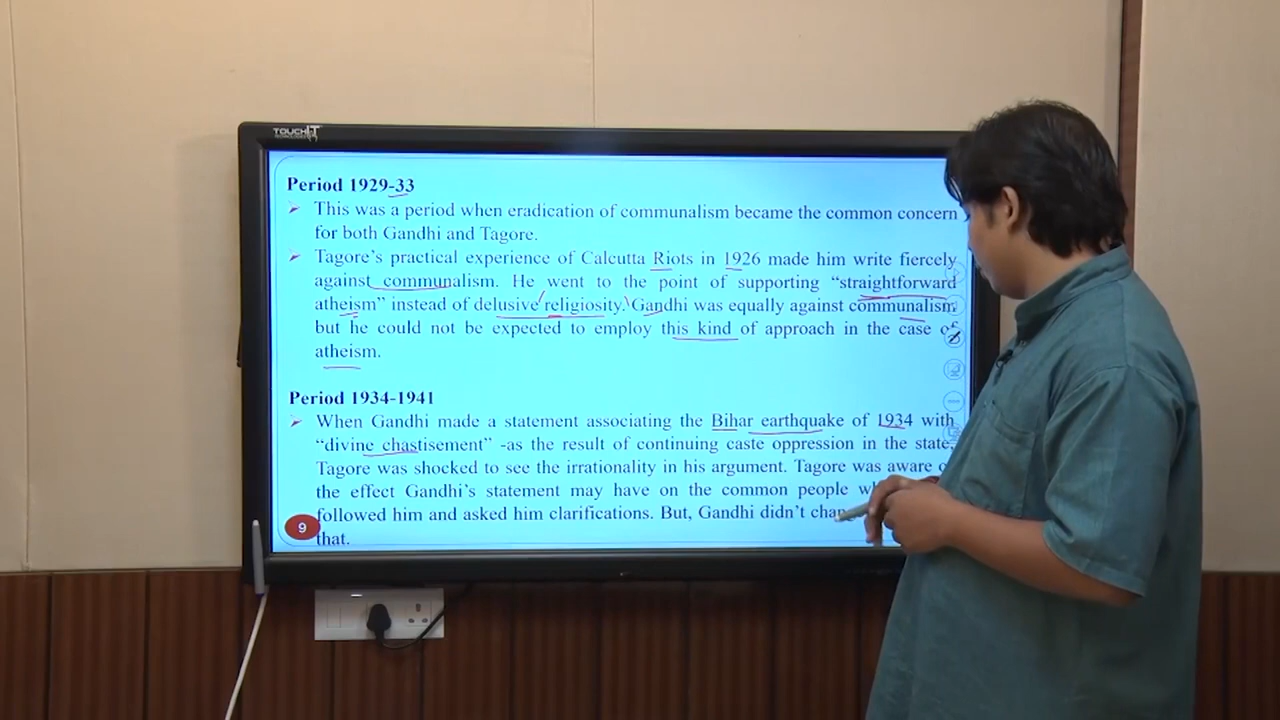 TOUCHIT
Period 1929-33
➢ This was a period when eradication of communalism became the common concern
for both Gandhi and Tagore.
➢ Tagore’s practical experience of Calcutta Riots in 1926 made him write fiercely
against communalism. He went to the point of supporting “straightforward
atheism” instead of delusive religiosity. Gandhi was equally against communalism
but he could not be expected to employ this kind of approach in the case of
atheism.
Period 1934-1941
➢ When Gandhi made a statement associating the Bihar earthquake of 1934 with
“divine chastisement” -as the result of continuing caste oppression in the state.
Tagore was shocked to see the irrationality in his argument. Tagore was aware
the effect Gandhi’s statement may have on the common people
followed him and asked him clarifications. But, Gandhi didn’t
that.
9